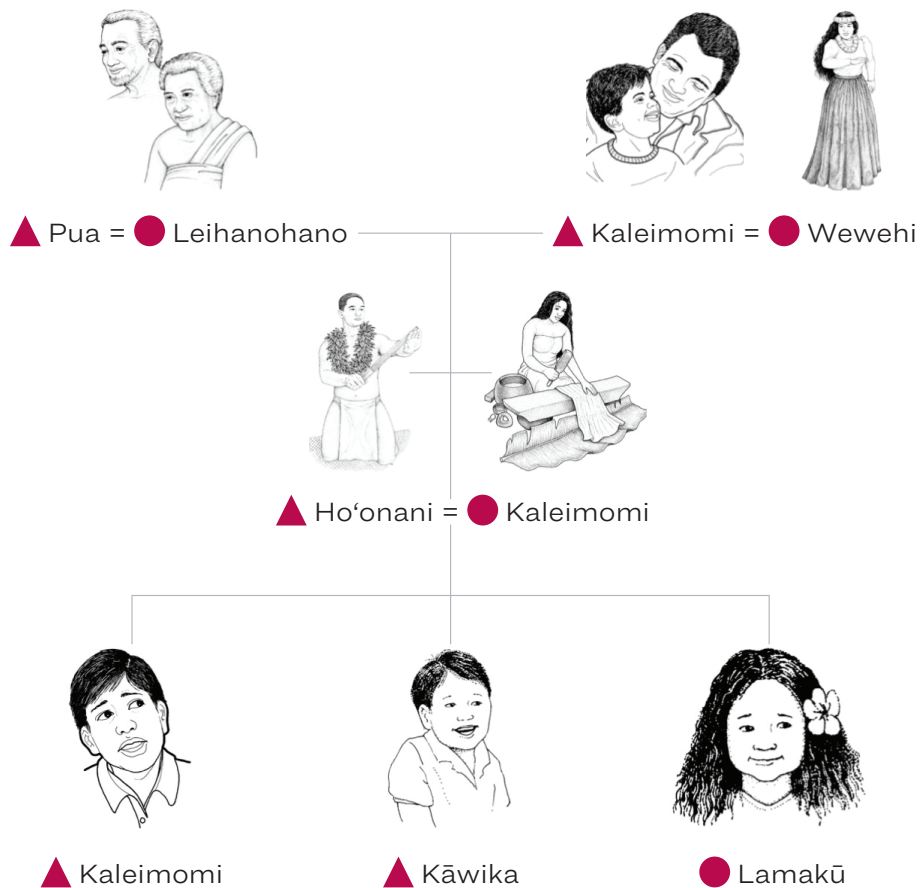 ▲ Pua = ● Leihanohano
▲ Kaleimomi = ● Wewehi
▲ Hoʻonani = ● Kaleimomi
▲ Kaleimomi
▲ Kāwika
● Lamakū